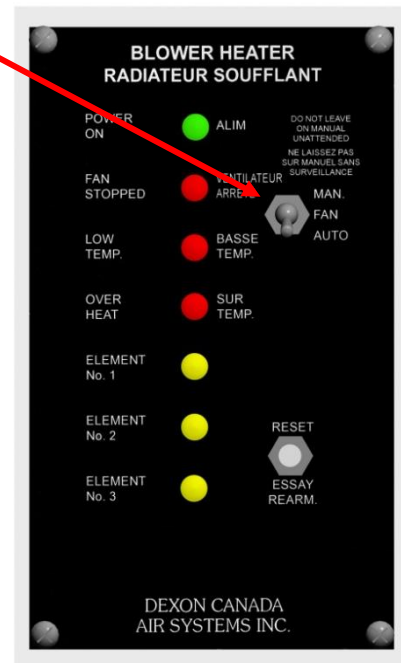 BLOWER HEATER
RADIATEUR SOUFFLANT
POWER
ON
ALIM
DO NOT LEAVE
ON MANUAL
UNATTENDED
NE LAISSEZ PAS
SUR MANUEL SANS
SURVEILLANCE
FAN
STOPPED
VENTILATEUR
MAN.
FAN
AUTO
LOW
TEMP.
BASSE
TEMP.
OVER
HEAT
SUR
TEMP.
ELEMENT
No. 1
ELEMENT
No. 2
RESET
ELEMENT
No. 3
ESSAY
REARM.
DEXON CANADA
AIR SYSTEMS INC.